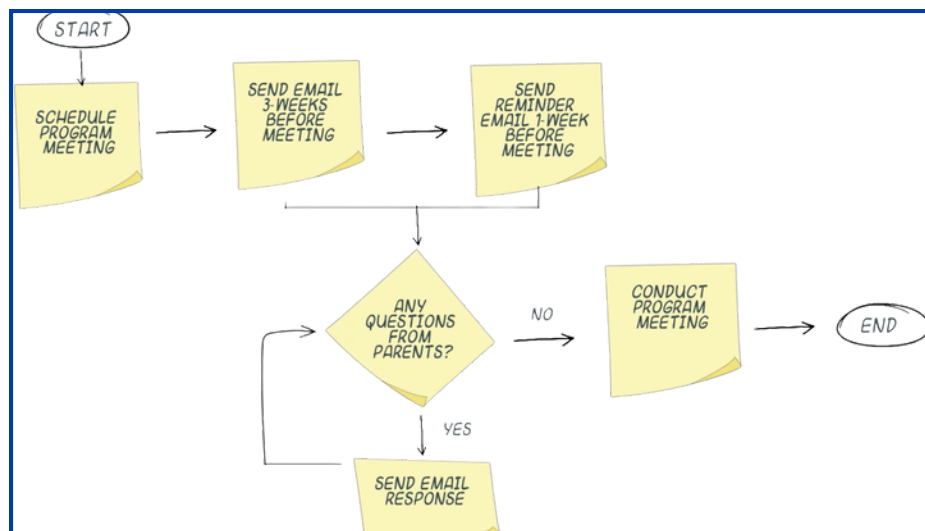 START
SCHEDULE
PROGRAM
MEETING
SEND EMAIL
3-WEEKS
BEFORE
MEETING
SEND
REMINDER
EMAIL 1-WEEK
BEFORE
MEETING
ANY
QUESTIONS
FROM
PARENTS?
NO
CONDUCT
PROGRAM
MEETING
END
YES
SEND EMAIL
RESPONSE